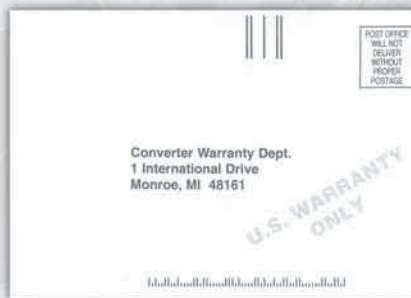 POST OFFICE
WILL NOT
DELIVER
WITHOUT
PROPER
POSTAGE
Converter Warranty Dept.
1 International Drive
Monroe, MI 48161
U.S. WARRANTY
ONLY